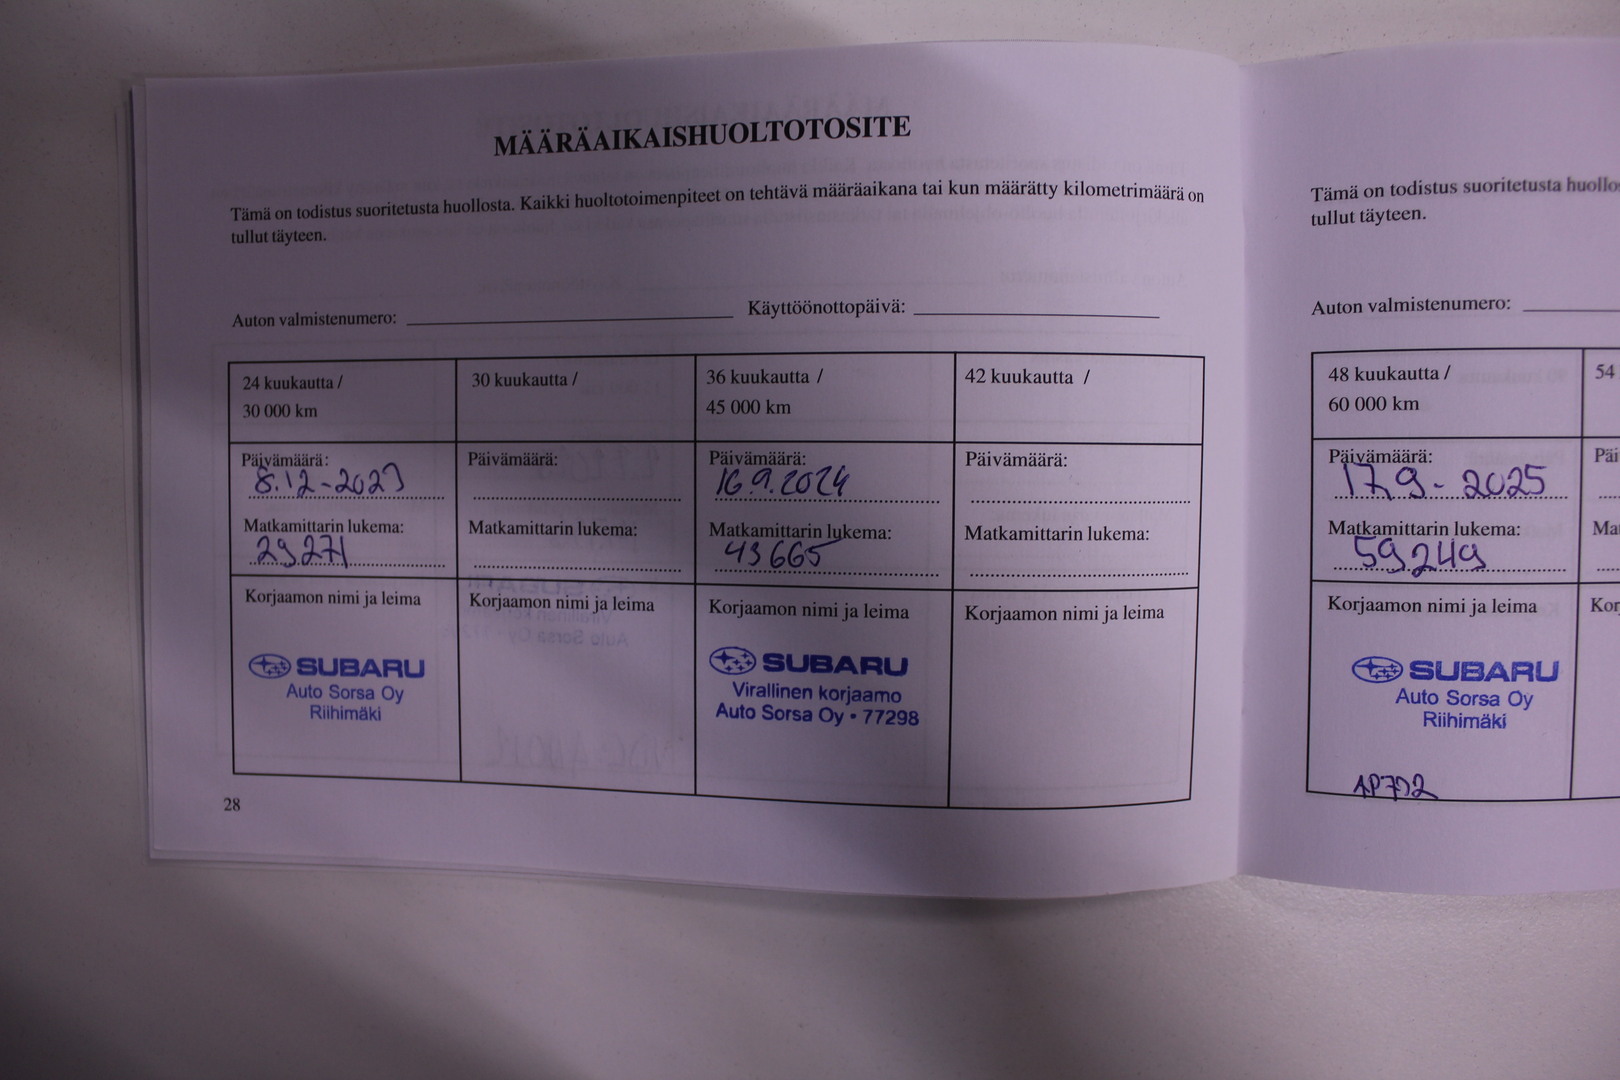 MÄÄRÄAIKAISHUOLTOTOSITE
Tämä on todistus suoritetusta huollosta. Kaikki huoltotoimenpiteet on tehtävä määräaikana tai kun määrätty kilometrimäärä on
tullut täyteen.
Auton valmistenumero: Käyttöönottopäivä:
24 kuukautta /
30 000 km
30 kuukautta /
36 kuukautta /
45 000 km
42 kuukautta /
Päivämäärä:
8.12-2023
Päivämäärä:
Päivämäärä:
16.9.2024
Päivämäärä:
Matkamittarin lukema:
29271
Matkamittarin lukema:
Matkamittarin lukema:
43665
Matkamittarin lukema:
Korjaamon nimi ja leima
SUBARU
Auto Sorsa Oy
Riihimäki
Korjaamon nimi ja leima
Korjaamon nimi ja leima
SUBARU
Virallinen korjaamo
Auto Sorsa Oy • 77298
Korjaamon nimi ja leima
28
Tämä on todistus suoritetusta
tullut täyteen.
Auton valmistenumero:
48 kuukautta /
60 000 km
54
Päivämäärä:
17.9-2025
Päi
Matkamittarin lukema:
59249
Korjaamon nimi ja leima
Kor
SUBARU
Auto Sorsa Oy
Riihimäki